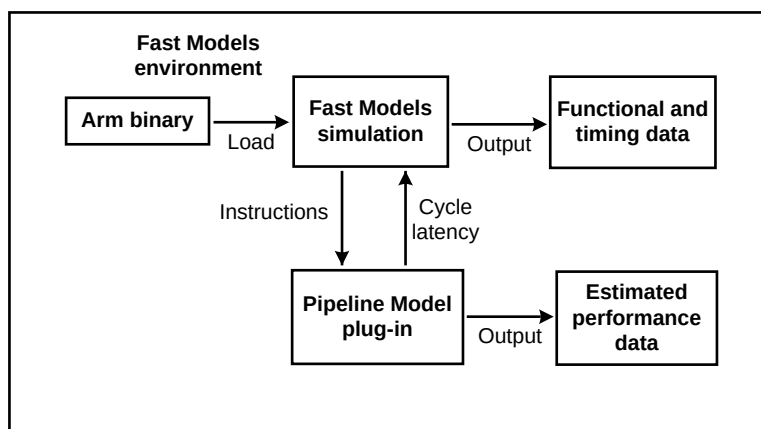 Fast Models
environment
Arm binary
Load
Fast Models
simulation
Output
Functional and
timing data
Instructions
Cycle
latency
Pipeline Model
plug-in
Output
Estimated
performance
data